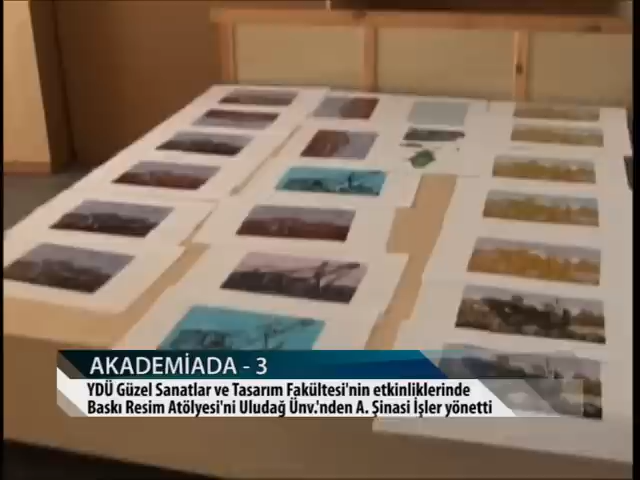 AKADEMİADA - 3
YDÜ Güzel Sanatlar ve Tasarım Fakültesi'nin etkinliklerinde
Baskı Resim Atölyesi'ni Uludağ Ünv.'nden A. Şinasi İşler yönetti